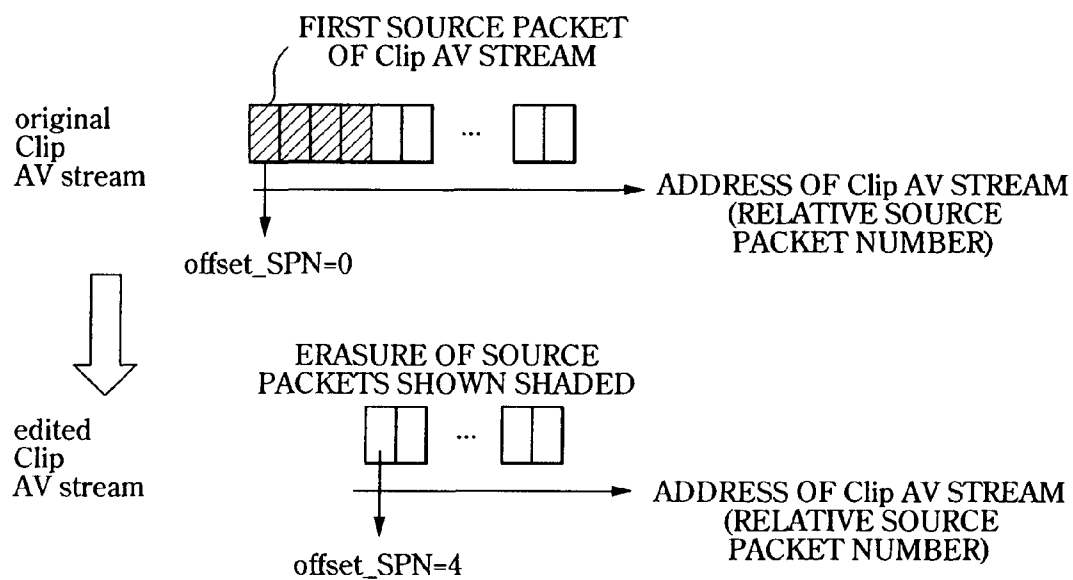 FIRST SOURCE PACKET
OF Clip AV STREAM
original
Clip
AV stream
...
ADDRESS OF Clip AV STREAM
(RELATIVE SOURCE
PACKET NUMBER)
offset_SPN=0
ERASURE OF SOURCE
PACKETS SHOWN SHADED
edited
Clip
AV stream
...
ADDRESS OF Clip AV STREAM
(RELATIVE SOURCE
PACKET NUMBER)
offset_SPN=4